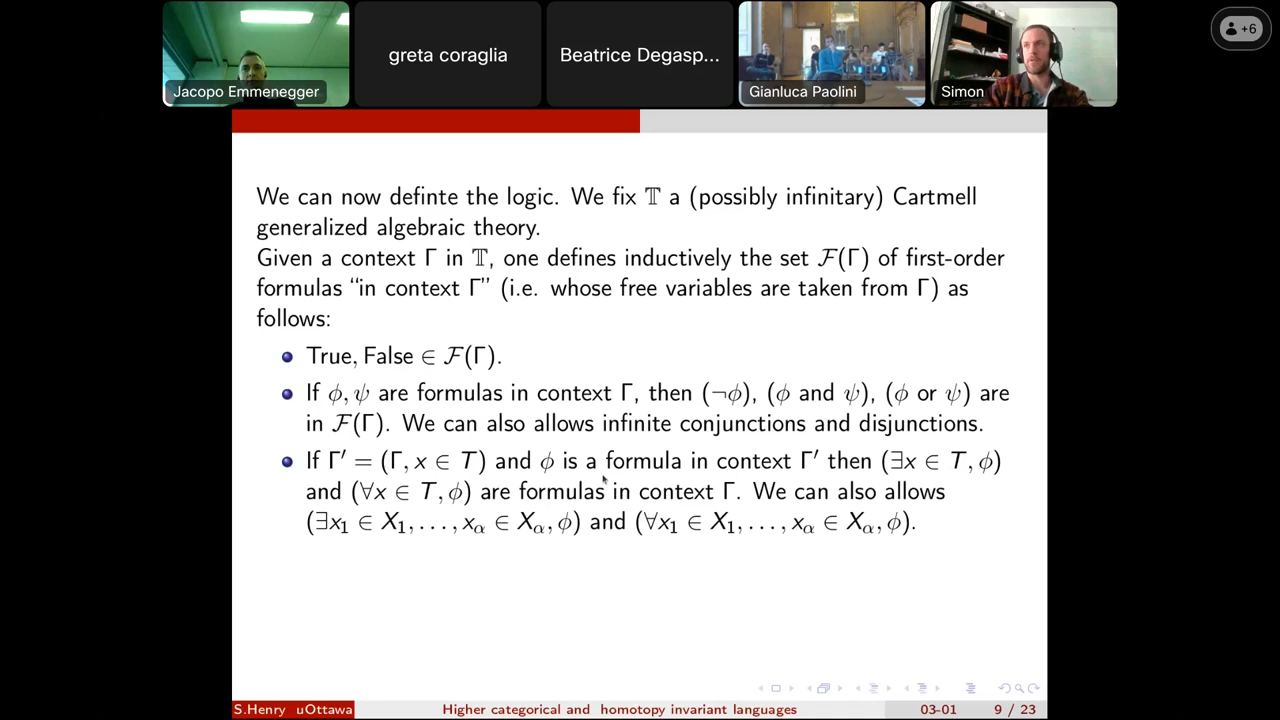 +6
Jacopo Emmenegger
greta coraglia
Beatrice Degasp...
Gianluca Paolini
Simon
We can now definte the logic. We fix 𝕋 a (possibly infinitary) Cartmell
generalized algebraic theory.
Given a context Γ in 𝕋, one defines inductively the set ℱ(Γ) of first-order
formulas “in context Γ” (i.e. whose free variables are taken from Γ) as
follows:
True, False ∈ ℱ(Γ).
If ϕ, ψ are formulas in context Γ, then (¬ϕ), (ϕ and ψ), (ϕ or ψ) are
in ℱ(Γ). We can also allows infinite conjunctions and disjunctions.
If Γ′ = (Γ, x ∈ T) and ϕ is a formula in context Γ′ then (∃x ∈ T, ϕ)
and (∀x ∈ T, ϕ) are formulas in context Γ. We can also allows
(∃x₁ ∈ X₁, . . . , xα ∈ Xα, ϕ) and (∀x₁ ∈ X₁, . . . , xα ∈ Xα, ϕ).
S.Henry uOttawa
Higher categorical and homotopy invariant languages
03-01
9 / 23